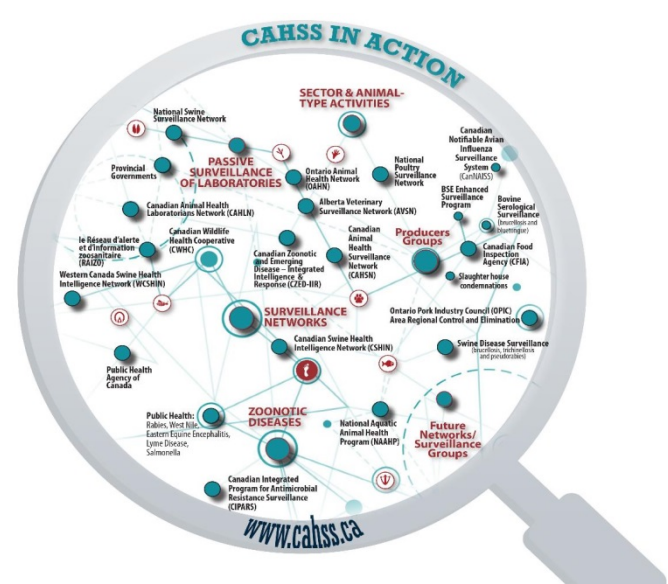 CAHSS IN ACTION
SECTOR & ANIMAL-
TYPE ACTIVITIES
National Swine
Surveillance Network
PASSIVE
SURVEILLANCE
OF LABORATORIES
Provincial
Governments
Ontario Animal
Health Network
(OAHN)
National
Poultry
Surveillance
Network
Canadian
Notifiable Avian
Influenza
Surveillance
System (CanNAISS)
BSE Enhanced
Surveillance
Program
Bovine
Serological
Surveillance
(brucellosis and
bluetongue)
Canadian Animal Health
Laboratorians Network (CAHLN)
Alberta Veterinary
Surveillance Network (AVSN)
Producers
Groups
Canadian Food
Inspection
Agency (CFIA)
le Réseau d'alerte
et d'information
zoosanitaire
(RAIZO)
Canadian Wildlife
Health Cooperative
(CWHC)
Canadian Zoonotic
and Emerging
Disease – Integrated
Intelligence &
Response (CZED-IIR)
Canadian
Animal
Health
Surveillance
Network
(CAHSN)
Slaughter house
condemnations
Western Canada Swine Health
Intelligence Network (WCSHIN)
SURVEILLANCE
NETWORKS
Ontario Pork Industry Council (OPIC)
Area Regional Control and Elimination
Canadian Swine Health
Intelligence Network (CSHIN)
Swine Disease Surveillance
(brucellosis, trichinellosis
and pseudorabies)
Public Health
Agency of
Canada
Public Health:
Rabies, West Nile,
Eastern Equine Encephalitis,
Lyme Disease,
Salmonella
ZOONOTIC
DISEASES
National Aquatic
Animal Health
Program (NAAHP)
Future
Networks/
Surveillance
Groups
Canadian Integrated
Program for Antimicrobial
Resistance Surveillance
(CIPARS)
www.cahss.ca